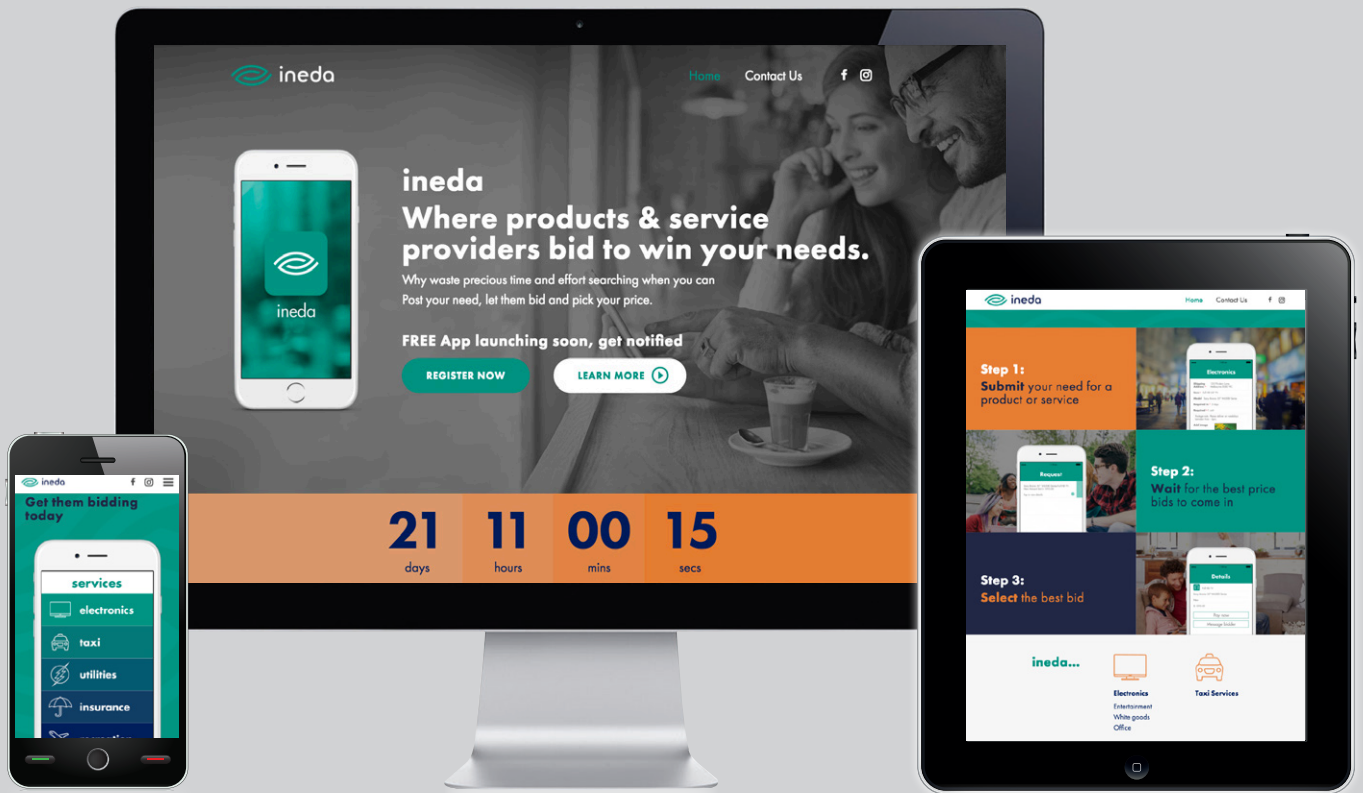 ineda
Home Contact Us
ineda
ineda
Where products & service
providers bid to win your needs.
Why waste precious time and effort searching when you can
Post your need, let them bid and pick your price.
FREE App launching soon, get notified
REGISTER NOW
LEARN MORE
21 11 00 15
days hours mins secs
ineda
Get them bidding
today
services
electronics
taxi
utilities
insurance
ineda
Home Contact Us
Step 1:
Submit your need for a
product or service
Electronics
Request
Step 2:
Wait for the best price
bids to come in
Step 3:
Select the best bid
Details
Pay now
Message bidder
ineda...
Electronics
Entertainment
White goods
Office
Taxi Services